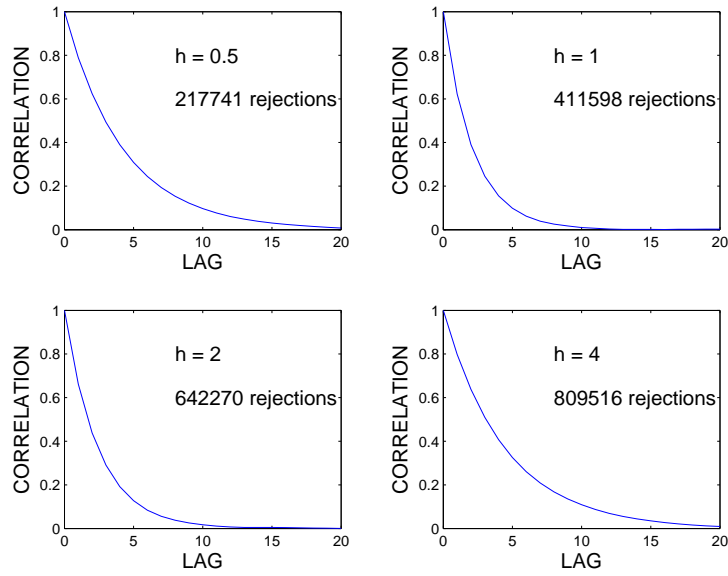 1
0.8
0.6
0.4
0.2
0
0
5
10
15
20
CORRELATION
LAG
h = 0.5
217741 rejections
1
0.8
0.6
0.4
0.2
0
0
5
10
15
20
CORRELATION
LAG
h = 1
411598 rejections
1
0.8
0.6
0.4
0.2
0
0
5
10
15
20
CORRELATION
LAG
h = 2
642270 rejections
1
0.8
0.6
0.4
0.2
0
0
5
10
15
20
CORRELATION
LAG
h = 4
809516 rejections